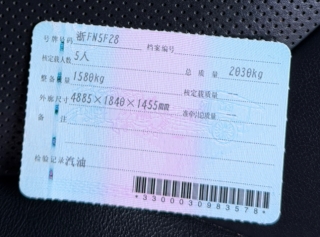 号牌号码 浙FN5F28 档案编号
核定载人数 5人 总质量 2030kg
整备质量 1580kg 核定载质量 ——
外廓尺寸 4885×1840×1455mm 准牵引总质量 ——
备注
检验记录 汽油
*3300030983578*